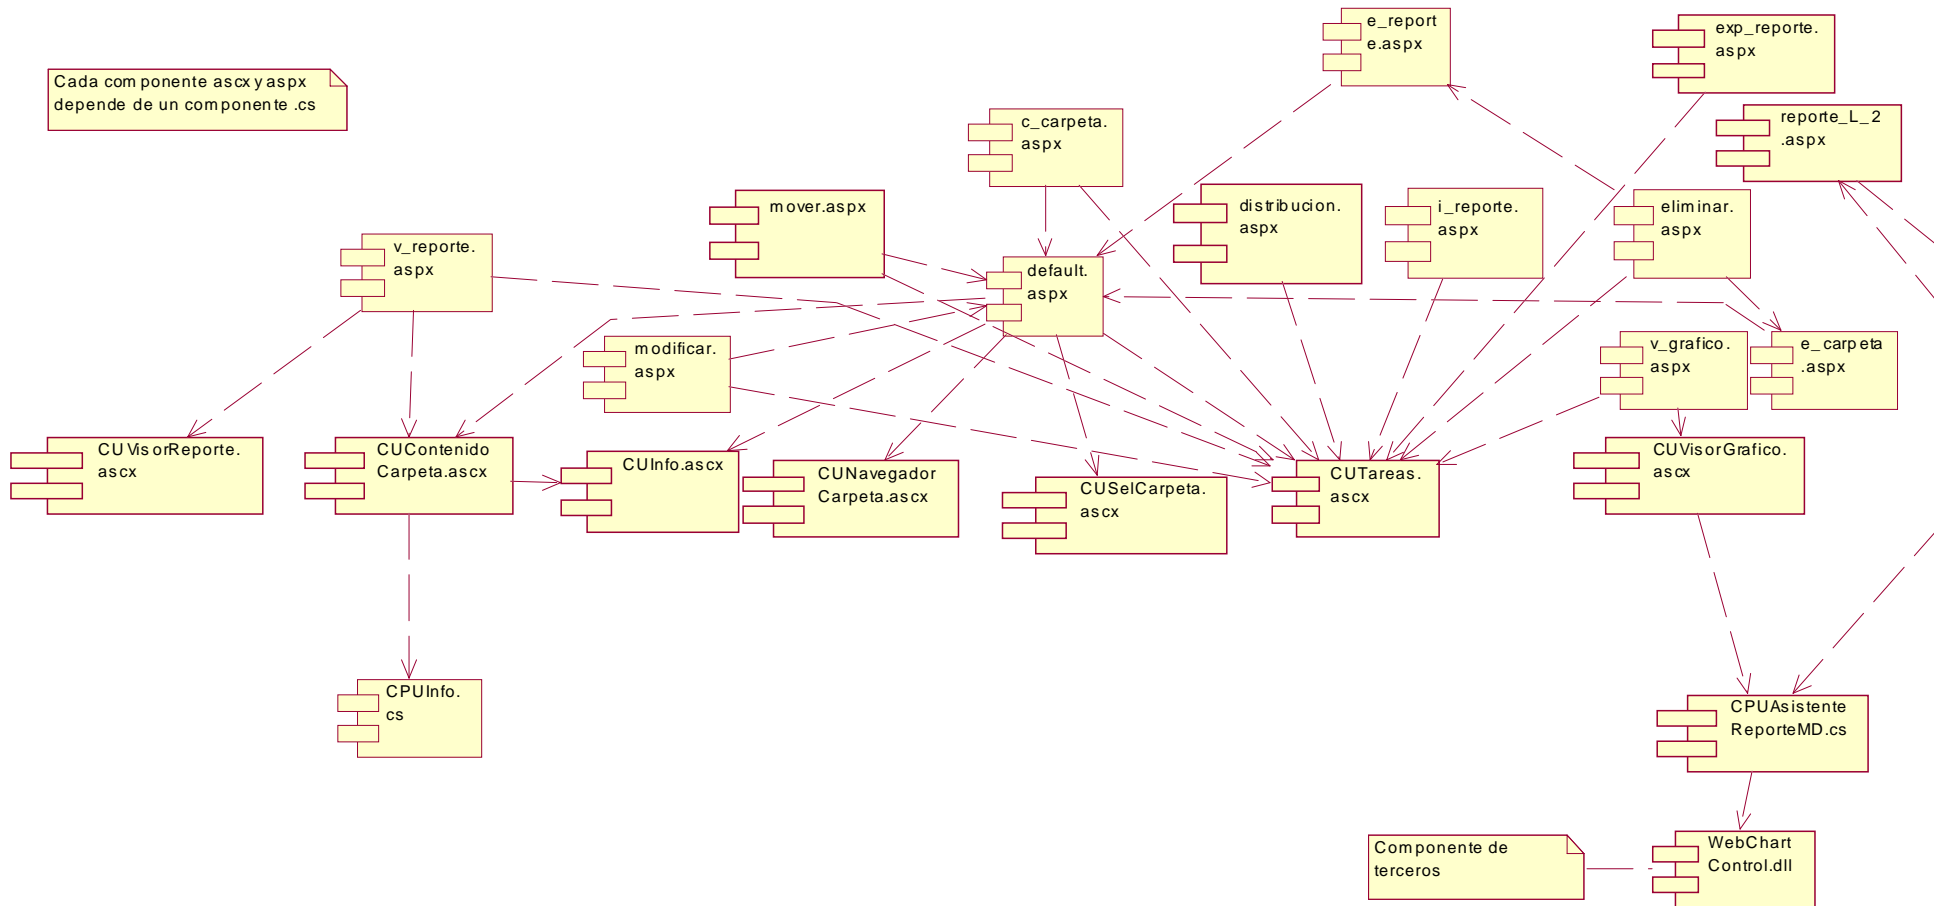 e_report
e.aspx
exp_reporte.
aspx
Cada componente ascx y aspx
depende de un componente .cs
c_carpeta.
aspx
reporte_L_2
.aspx
mover.aspx
distribucion.
aspx
i_reporte.
aspx
eliminar.
aspx
v_reporte.
aspx
default.
aspx
modificar.
aspx
v_grafico.
aspx
e_carpeta
.aspx
CUVisorReporte.
ascx
CUContenido
Carpeta.ascx
CUInfo.ascx
CUNavegador
Carpeta.ascx
CUSelCarpeta.
ascx
CUTareas.
ascx
CUVisorGrafico.
ascx
CPUInfo.
cs
CPUAsistente
ReporteMD.cs
Componente de
terceros
WebChart
Control.dll